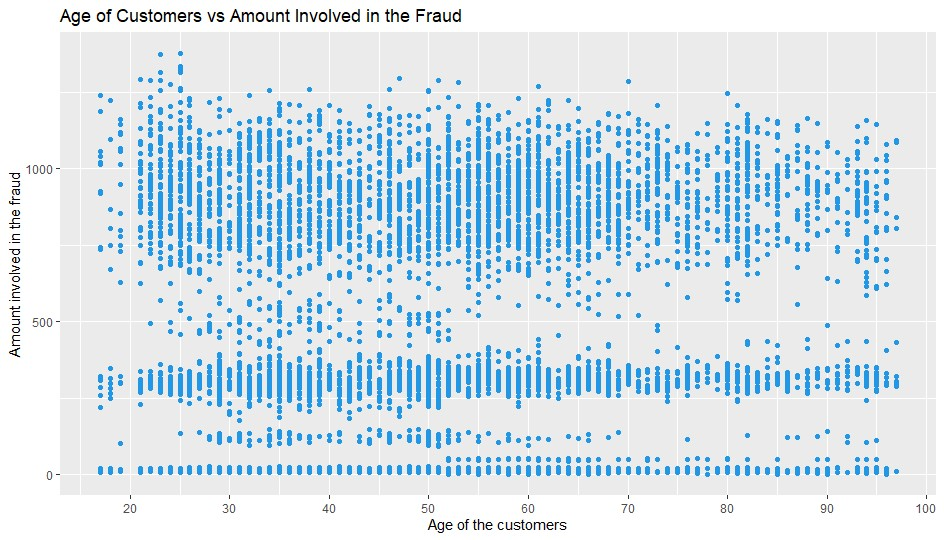 Age of Customers vs Amount Involved in the Fraud
Amount involved in the fraud
1000
500
0
20 30 40 50 60 70 80 90 100
Age of the customers